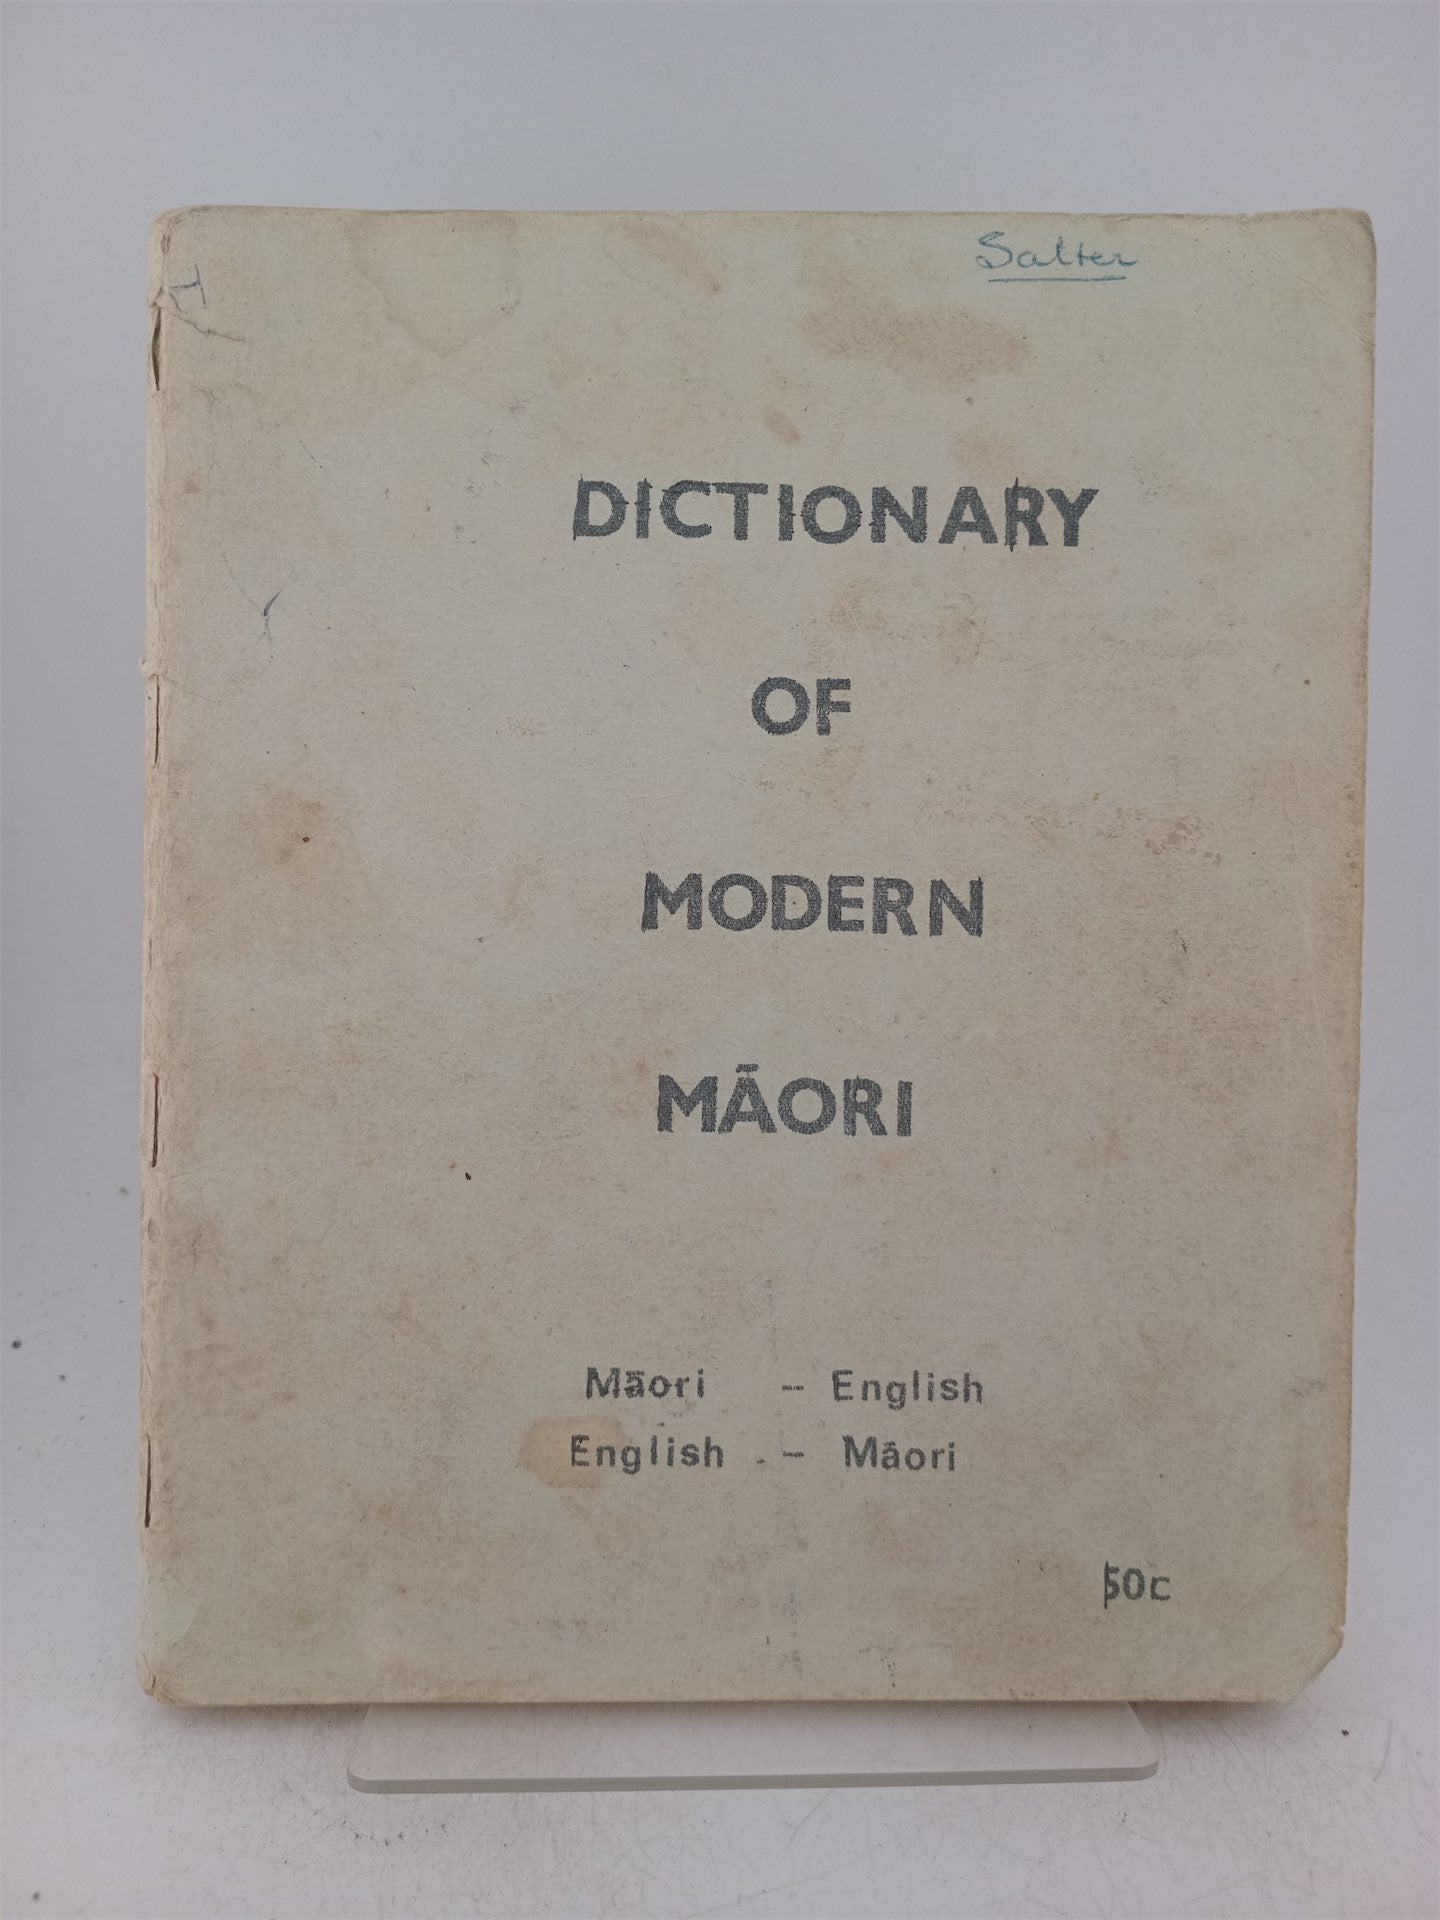 Salter
DICTIONARY
OF
MODERN
MĀORI
Māori - English
English - Māori
50c